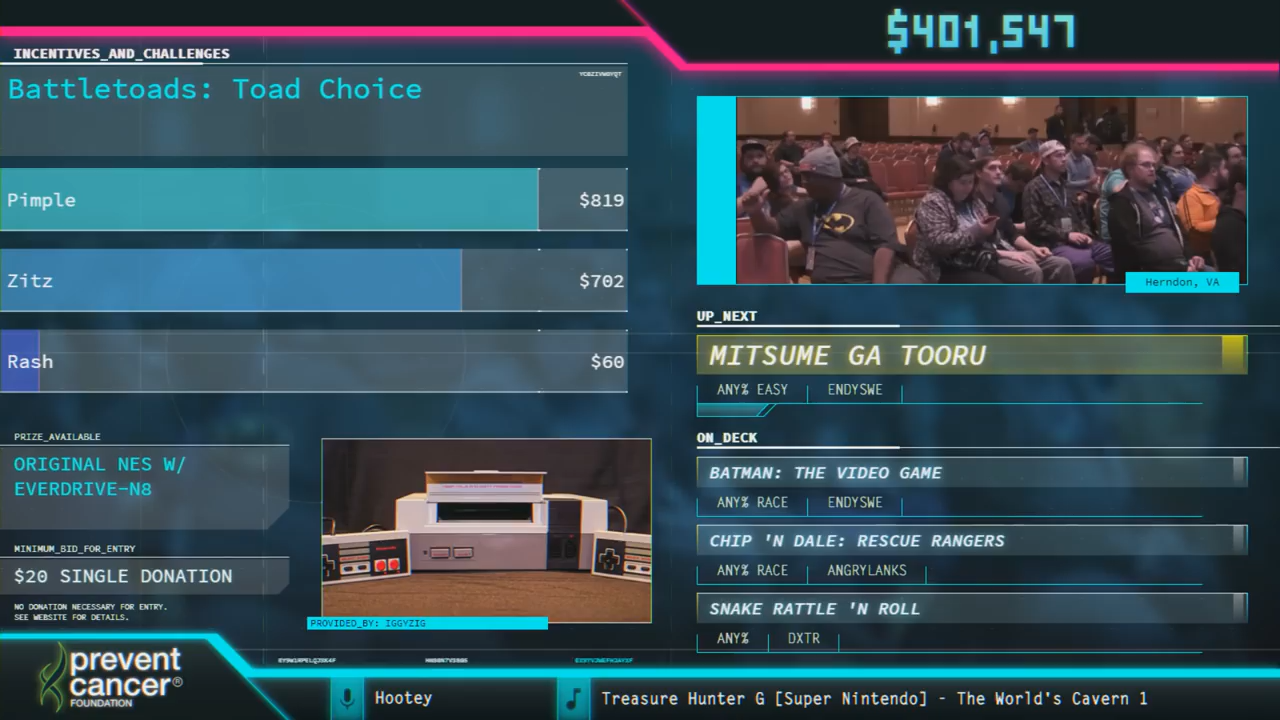 $401,547
INCENTIVES_AND_CHALLENGES
Battletoads: Toad Choice
Pimple
$819
Zitz
$702
Rash
$60
PRIZE_AVAILABLE
ORIGINAL NES W/
EVERDRIVE-N8
MINIMUM_BID_FOR_ENTRY
$20 SINGLE DONATION
NO DONATION NECESSARY FOR ENTRY.
SEE WEBSITE FOR DETAILS.
PROVIDED_BY: IGGYZIG
Herndon, VA
UP_NEXT
MITSUME GA TOORU
ANY% EASY ENDYSWE
ON_DECK
BATMAN: THE VIDEO GAME
ANY% RACE ENDYSWE
CHIP 'N DALE: RESCUE RANGERS
ANY% RACE ANGRYLANKS
SNAKE RATTLE 'N ROLL
ANY% DXTR
prevent
cancer®
FOUNDATION
Hootey
Treasure Hunter G [Super Nintendo] - The World's Cavern 1